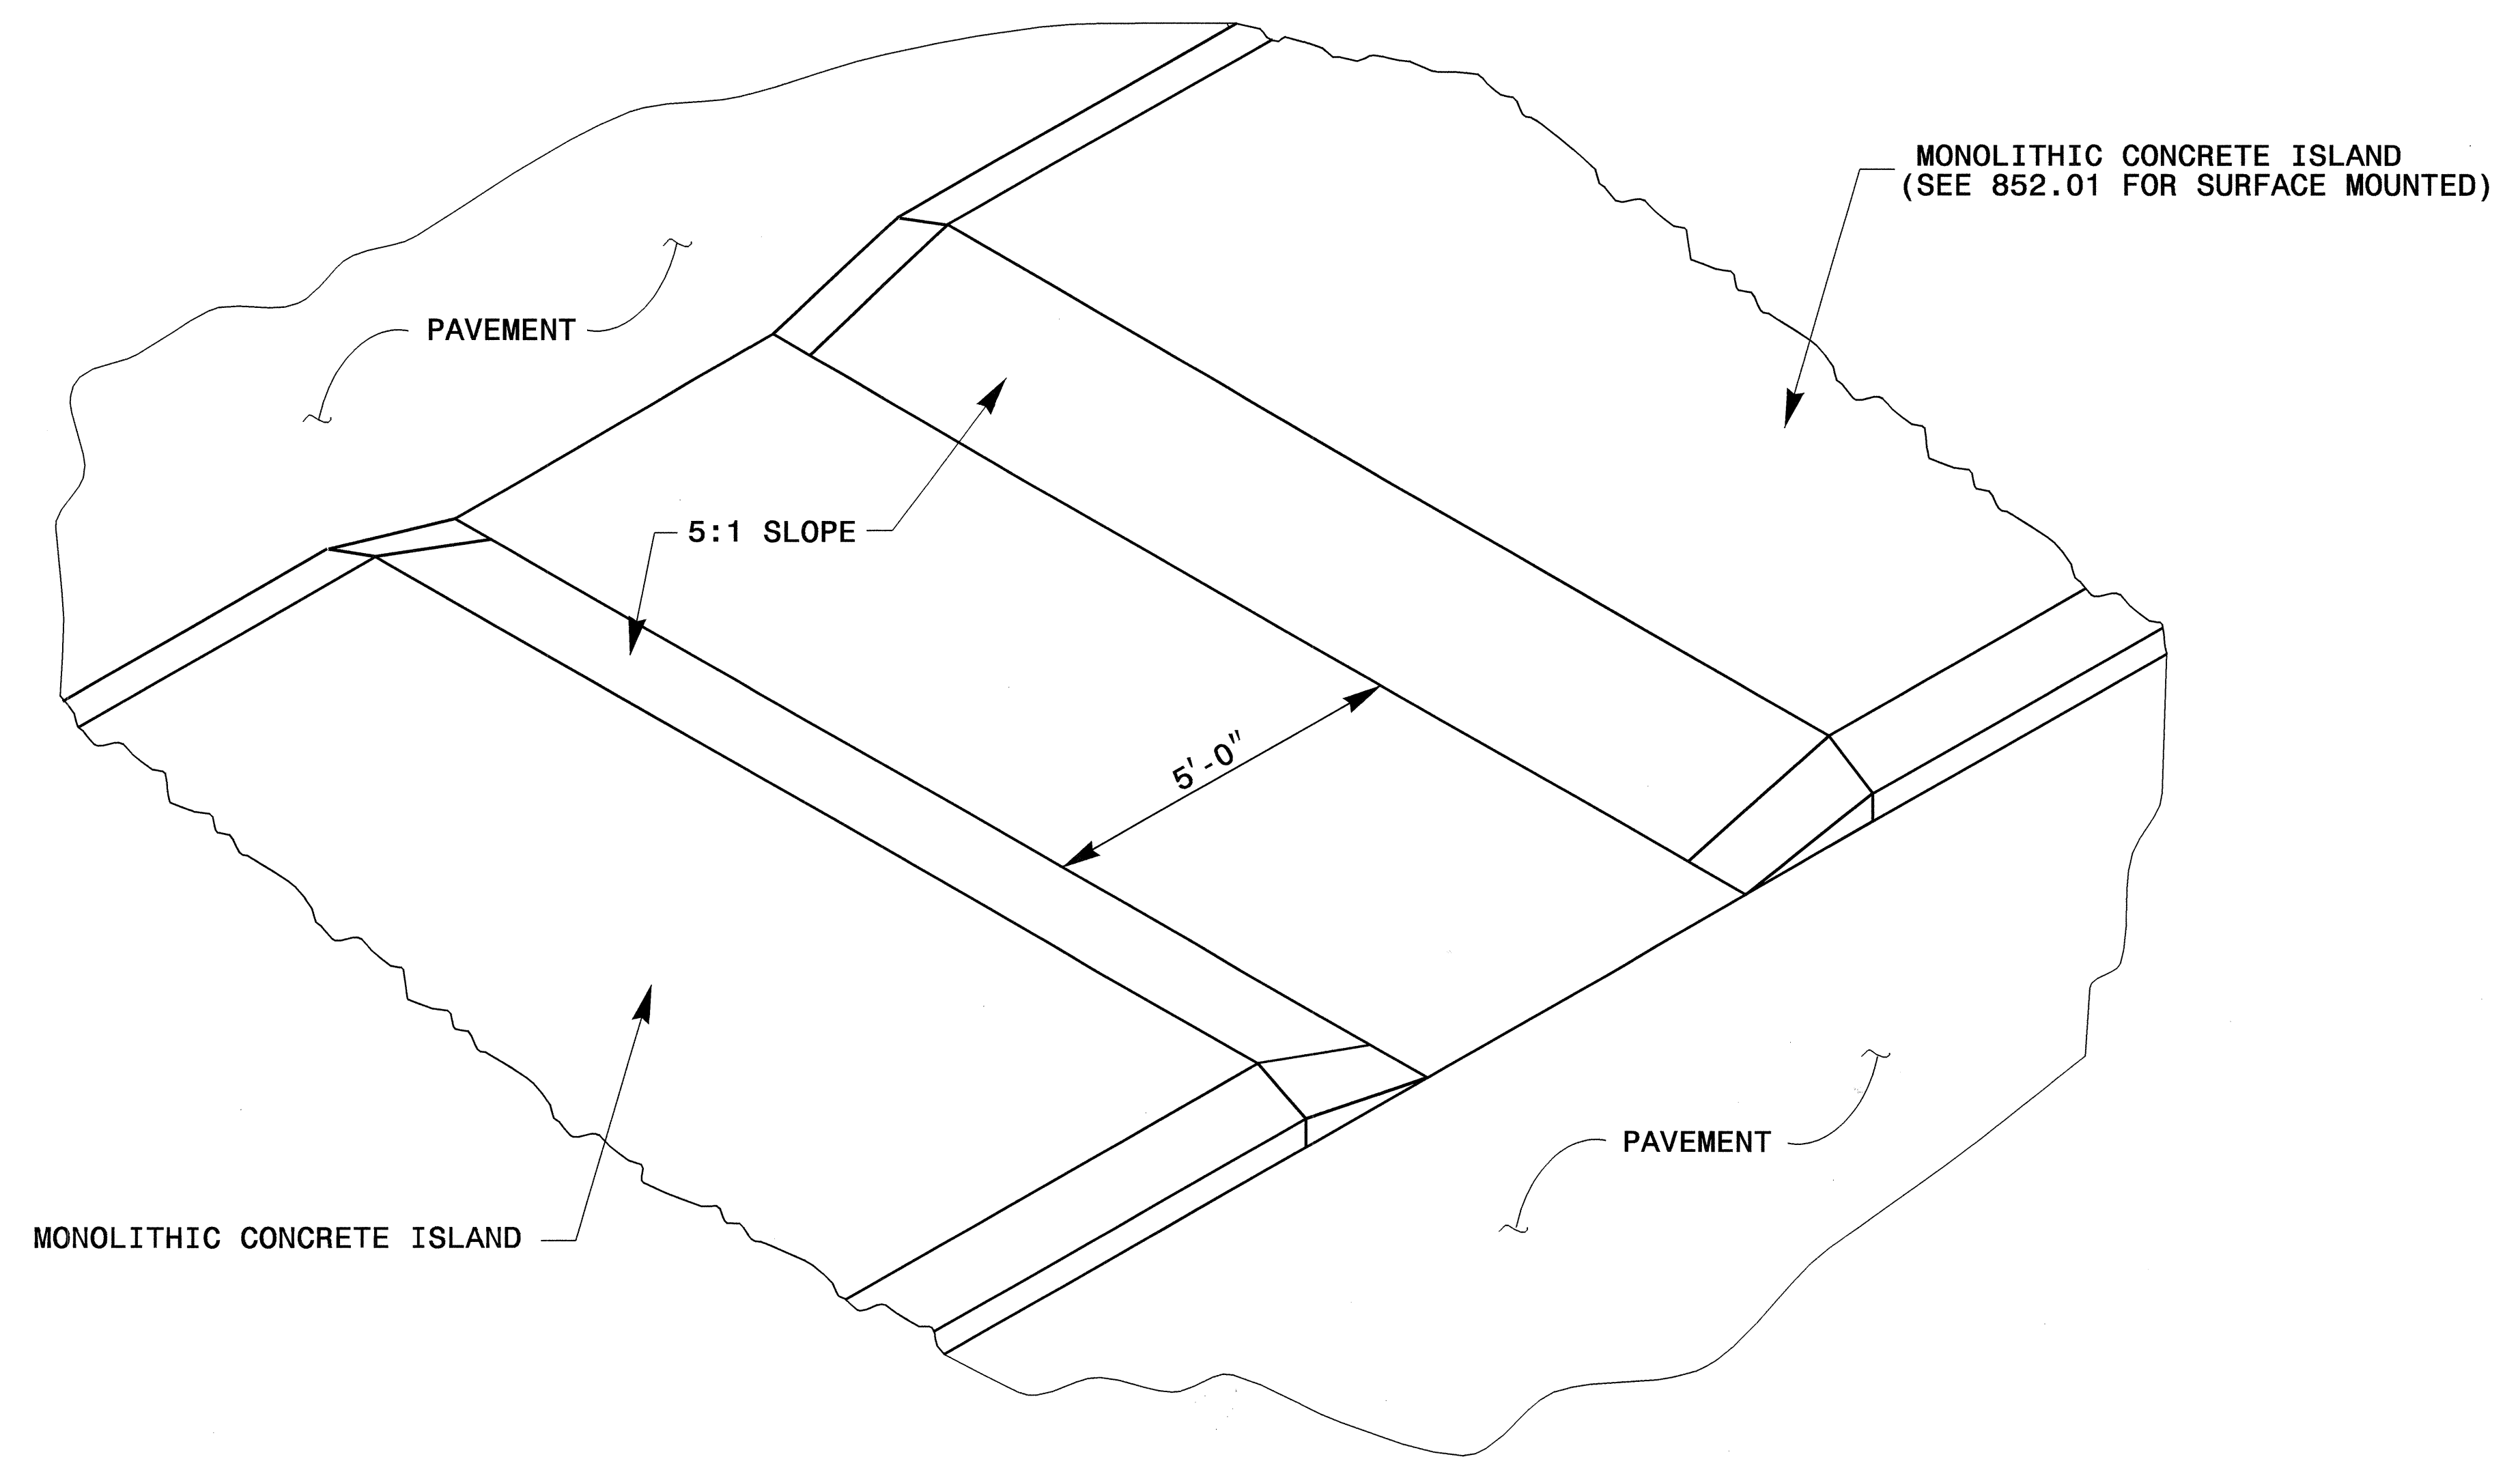 MONOLITHIC CONCRETE ISLAND
(SEE 852.01 FOR SURFACE MOUNTED)
PAVEMENT
5:1 SLOPE
5'-0"
PAVEMENT
MONOLITHIC CONCRETE ISLAND